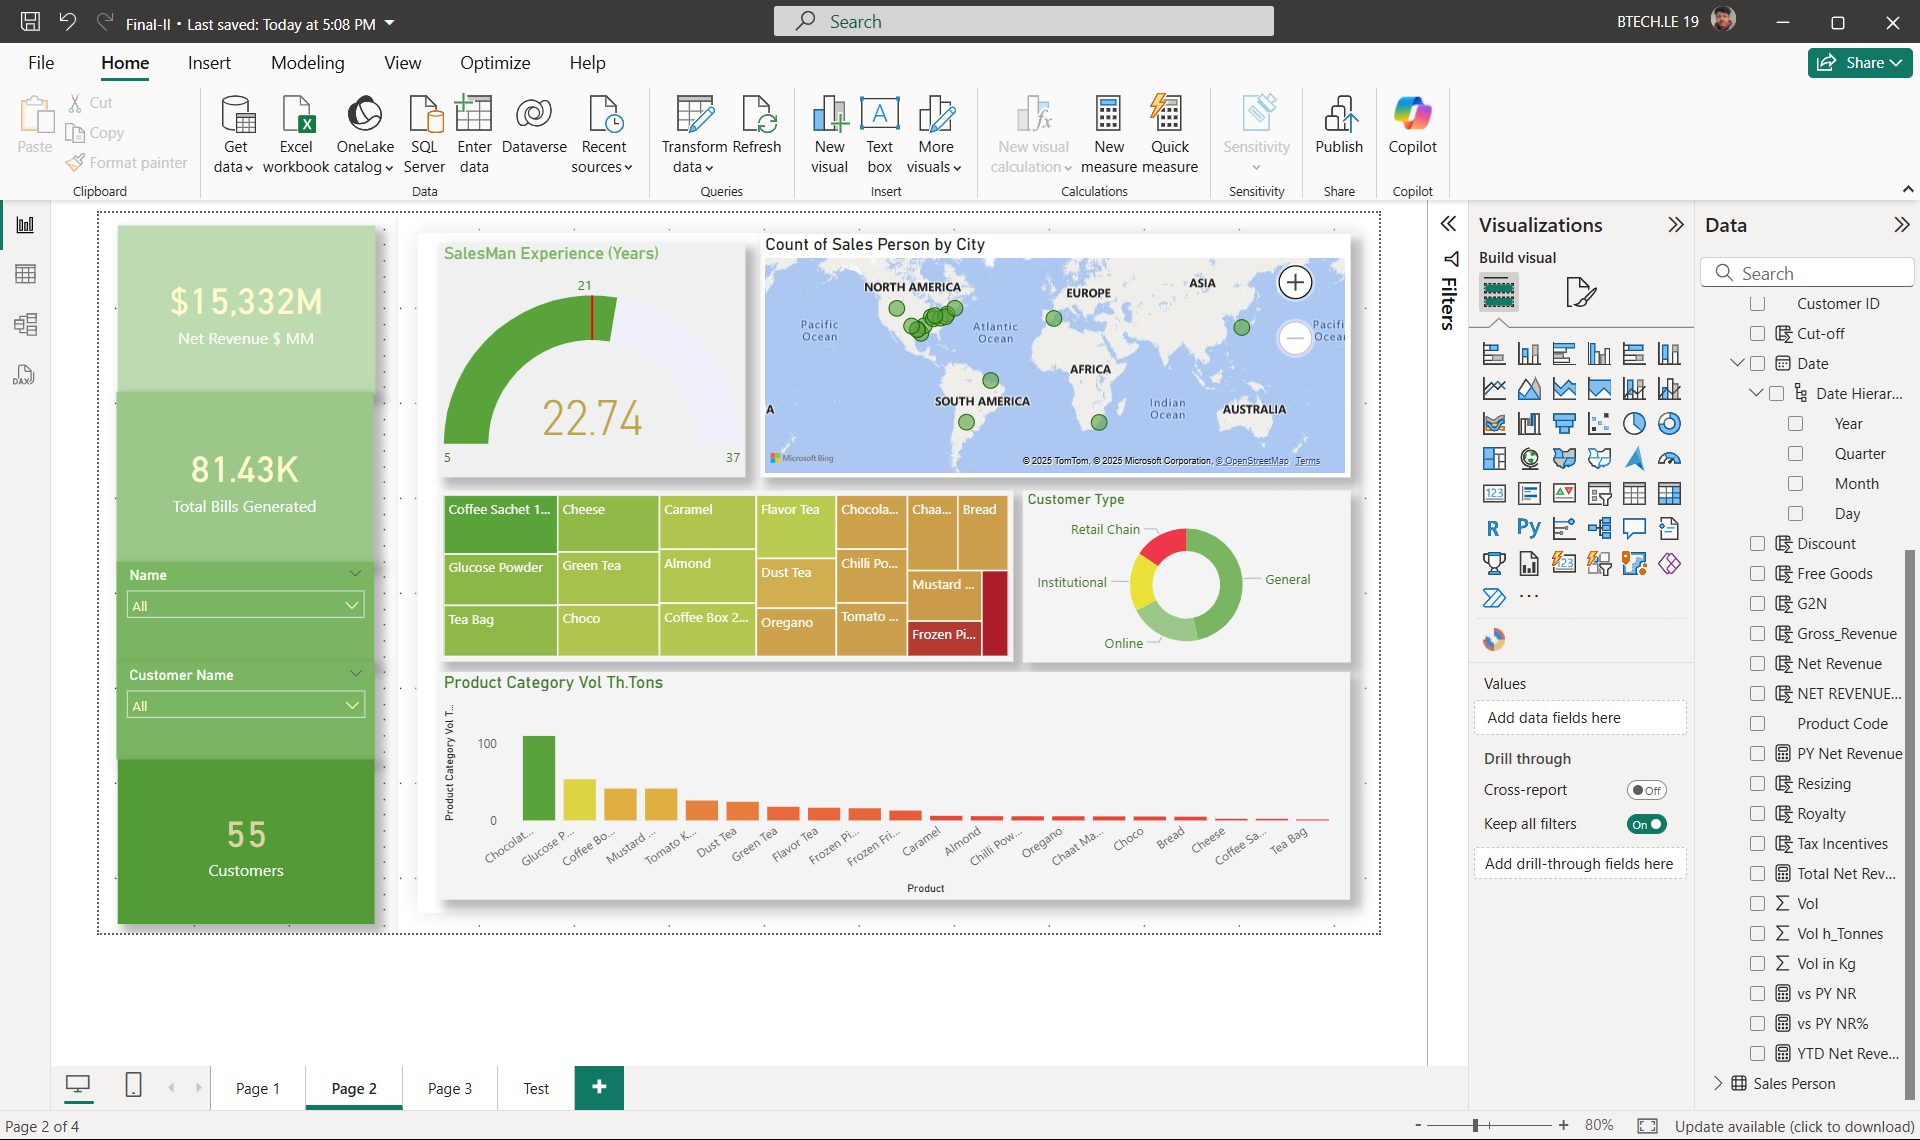 Final-II • Last saved: Today at 5:08 PM
Search
BTECH.LE 19
File
Home
Insert
Modeling
View
Optimize
Help
Share
Paste
Cut
Copy
Format painter
Clipboard
Get data
Excel workbook
OneLake catalog
SQL Server
Enter data
Dataverse
Recent sources
Data
Transform data
Refresh
Queries
New visual
Text box
More visuals
Insert
New visual calculation
New measure
Quick measure
Calculations
Sensitivity
Sensitivity
Publish
Share
Copilot
Copilot
$15,332M
Net Revenue $ MM
81.43K
Total Bills Generated
Name
All
Customer Name
All
55
Customers
SalesMan Experience (Years)
21
22.74
5
37
Count of Sales Person by City
NORTH AMERICA
EUROPE
ASIA
Pacific Ocean
Atlantic Ocean
Pacifi
Ocear
AFRICA
SOUTH AMERICA
Indian Ocean
AUSTRALIA
A
Microsoft Bing
© 2025 TomTom, © 2025 Microsoft Corporation, © OpenStreetMap Terms
Coffee Sachet 1...
Cheese
Caramel
Flavor Tea
Chocola...
Chaa...
Bread
Glucose Powder
Green Tea
Almond
Dust Tea
Chilli Po...
Mustard ...
Tea Bag
Choco
Coffee Box 2...
Oregano
Tomato ...
Frozen Pi...
Customer Type
Retail Chain
Institutional
General
Online
Product Category Vol Th.Tons
Product Category Vol T...
100
0
Chocolat...
Glucose P...
Coffee Bo...
Mustard ...
Tomato K...
Dust Tea
Green Tea
Flavor Tea
Frozen Pi...
Frozen Fri...
Caramel
Almond
Chilli Pow...
Oregano
Chaat Ma...
Choco
Bread
Cheese
Coffee Sa...
Tea Bag
Product
Filters
Visualizations
Build visual
123
R
Py
123
Values
Add data fields here
Drill through
Cross-report
Off
Keep all filters
On
Add drill-through fields here
Data
Search
Customer ID
Cut-off
Date
Date Hierar...
Year
Quarter
Month
Day
Discount
Free Goods
G2N
Gross_Revenue
Net Revenue
NET REVENUE...
Product Code
PY Net Revenue
Resizing
Royalty
Tax Incentives
Total Net Rev...
Vol
Vol h_Tonnes
Vol in Kg
vs PY NR
vs PY NR%
YTD Net Reve...
Sales Person
DAX
Page 1
Page 2
Page 3
Test
Page 2 of 4
80%
Update available (click to download)